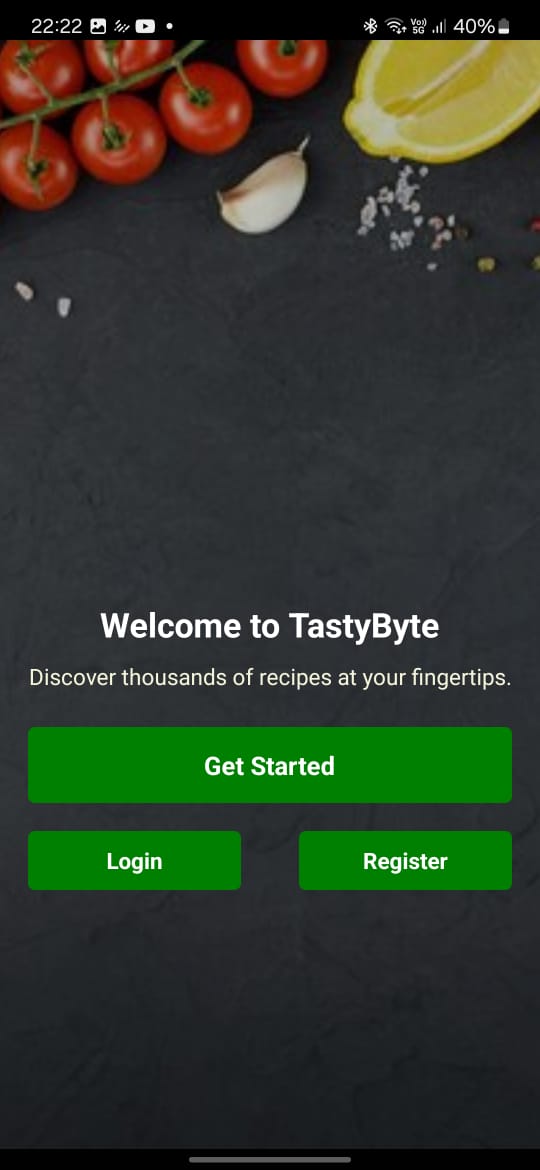 22:22
Vo))
5G
40%
Welcome to TastyByte
Discover thousands of recipes at your fingertips.
Get Started
Login
Register